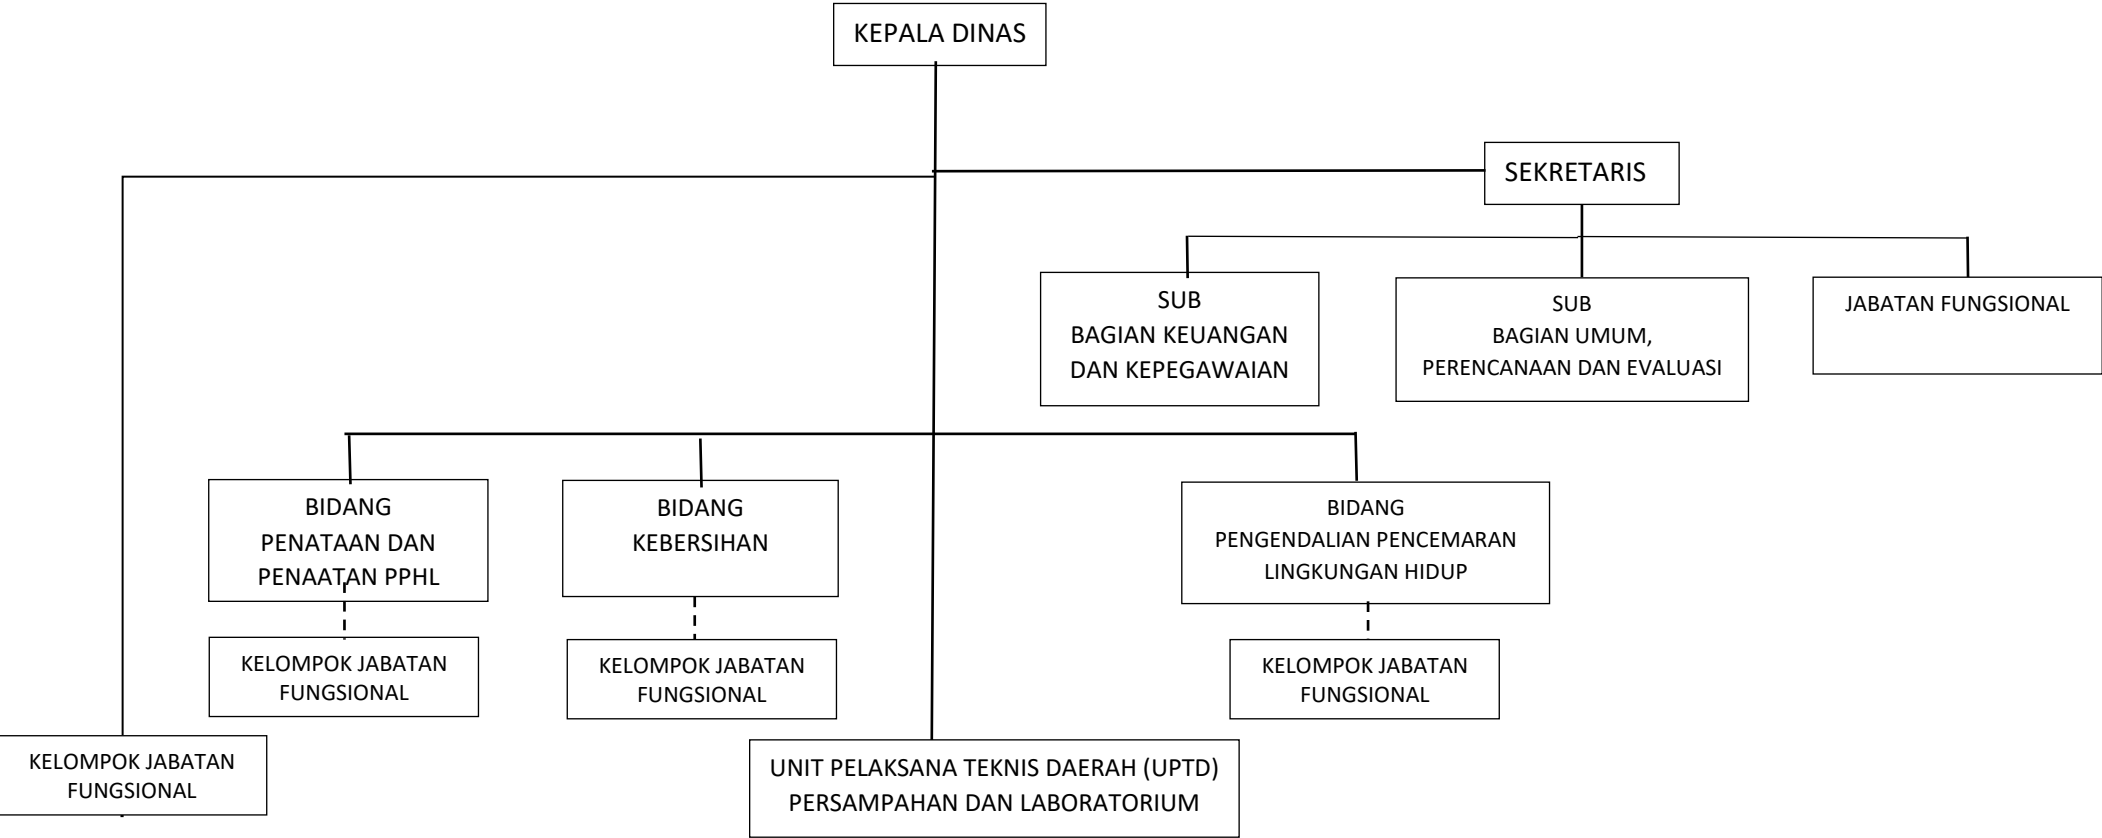 KEPALA DINAS
SEKRETARIS
SUB
BAGIAN KEUANGAN
DAN KEPEGAWAIAN
SUB
BAGIAN UMUM,
PERENCANAAN DAN EVALUASI
JABATAN FUNGSIONAL
BIDANG
PENATAAN DAN
PENAATAN PPHL
BIDANG
KEBERSIHAN
BIDANG
PENGENDALIAN PENCEMARAN
LINGKUNGAN HIDUP
KELOMPOK JABATAN
FUNGSIONAL
KELOMPOK JABATAN
FUNGSIONAL
KELOMPOK JABATAN
FUNGSIONAL
KELOMPOK JABATAN
FUNGSIONAL
UNIT PELAKSANA TEKNIS DAERAH (UPTD)
PERSAMPAHAN DAN LABORATORIUM